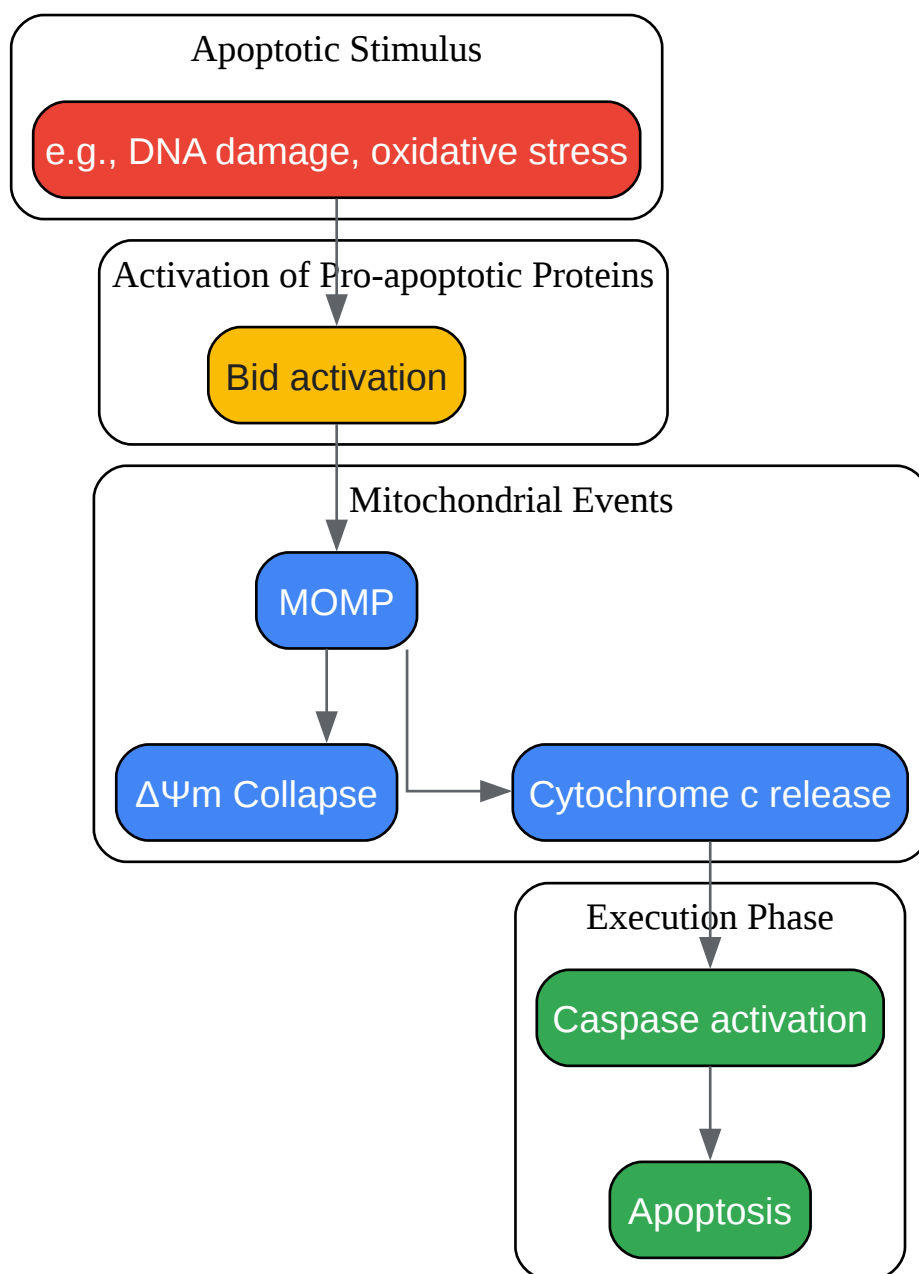 Apoptotic Stimulus
e.g., DNA damage, oxidative stress
Activation of Pro-apoptotic Proteins
Bid activation
Mitochondrial Events
MOMP
ΔΨm Collapse
Cytochrome c release
Execution Phase
Caspase activation
Apoptosis